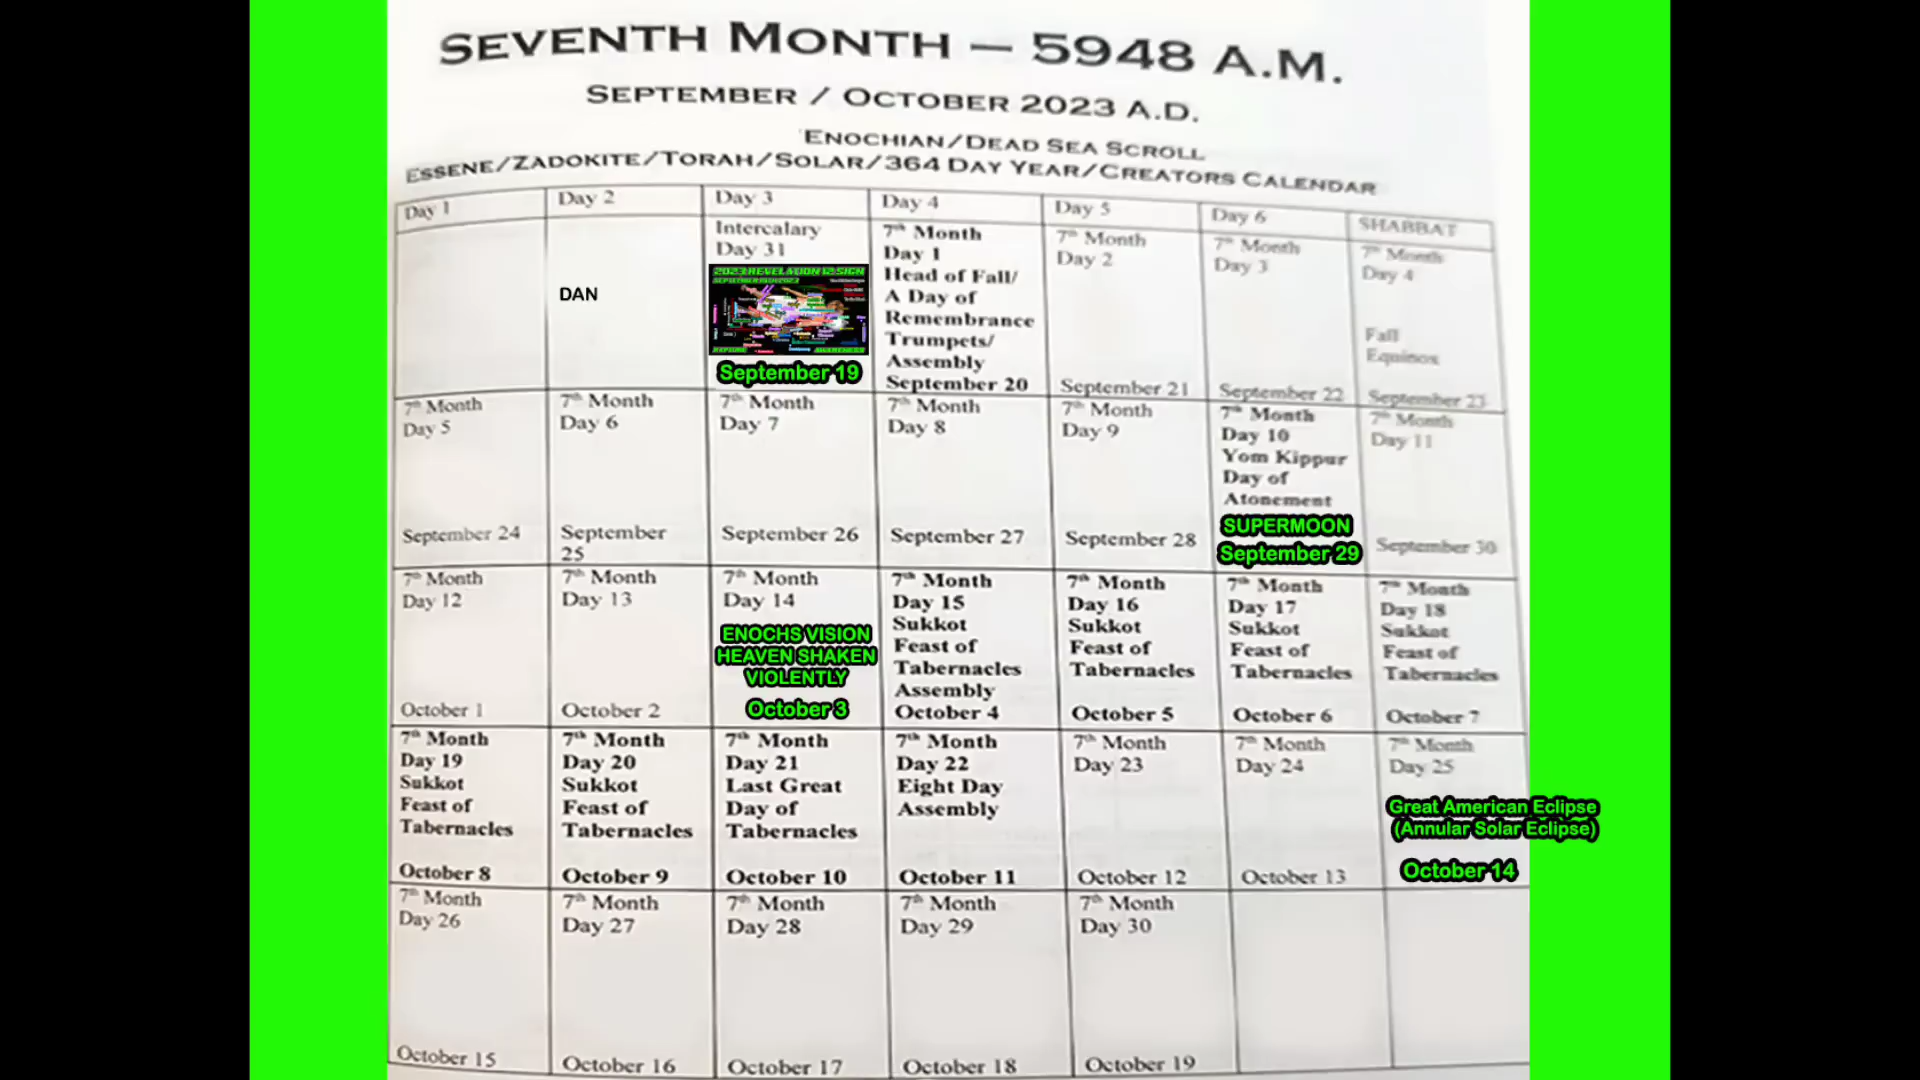 SEVENTH MONTH – 5948 A.M.
SEPTEMBER / OCTOBER 2023 A.D.
ENOCHIAN/DEAD SEA SCROLL
ESSENE/ZADOKITE/TORAH/SOLAR/364 DAY YEAR/CREATORS CALENDAR
Day 1
Day 2
Day 3
Day 4
Day 5
Day 6
SHABBAT
DAN
Intercalary
Day 31
2023 REVELATION 12 SIGN
September 19
7th Month
Day 1
Head of Fall/
A Day of
Remembrance
Trumpets/
Assembly
September 20
7th Month
Day 2
September 21
7th Month
Day 3
September 22
7th Month
Day 4
Fall
Equinox
September 23
7th Month
Day 5
September 24
7th Month
Day 6
September
25
7th Month
Day 7
September 26
7th Month
Day 8
September 27
7th Month
Day 9
September 28
7th Month
Day 10
Yom Kippur
Day of
Atonement
SUPERMOON
September 29
7th Month
Day 11
September 30
7th Month
Day 12
October 1
7th Month
Day 13
October 2
7th Month
Day 14
ENOCHS VISION
HEAVEN SHAKEN
VIOLENTLY
October 3
7th Month
Day 15
Sukkot
Feast of
Tabernacles
Assembly
October 4
7th Month
Day 16
Sukkot
Feast of
Tabernacles
October 5
7th Month
Day 17
Sukkot
Feast of
Tabernacles
October 6
7th Month
Day 18
Sukkot
Feast of
Tabernacles
October 7
7th Month
Day 19
Sukkot
Feast of
Tabernacles
October 8
7th Month
Day 20
Sukkot
Feast of
Tabernacles
October 9
7th Month
Day 21
Last Great
Day of
Tabernacles
October 10
7th Month
Day 22
Eight Day
Assembly
October 11
7th Month
Day 23
October 12
7th Month
Day 24
October 13
7th Month
Day 25
Great American Eclipse
(Annular Solar Eclipse)
October 14
7th Month
Day 26
October 15
7th Month
Day 27
October 16
7th Month
Day 28
October 17
7th Month
Day 29
October 18
7th Month
Day 30
October 19